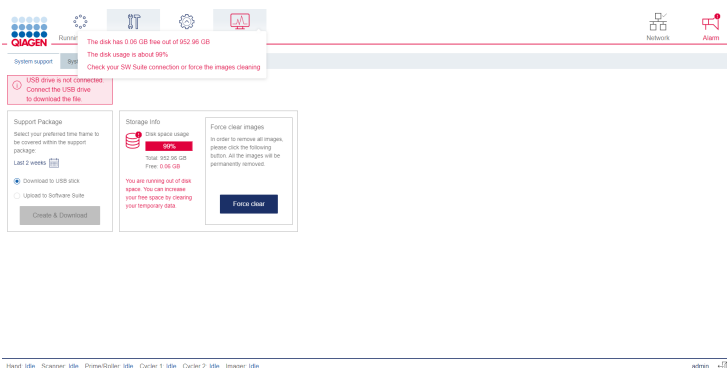 QIAGEN
Network
Alarm
The disk has 0.06 GB free out of 952.96 GB
The disk usage is about 99%
Check your SW Suite connection or force the images cleaning
System support
USB drive is not connected.
Connect the USB drive
to download the file
Support Package
Select your preferred time frame to
be covered within the support
package.
Last 2 weeks
Download to USB stick
Upload to Software Suite
Create & Download
Storage Info
Disk space usage
99%
Total: 952.96 GB
Free: 0.06 GB
You are running out of disk
space. You can increase
your free space by clearing
your temporary data.
Force clear images
In order to remove all images,
please click the following
button. All the images will be
permanently removed.
Force clear
Hand: Idle Scanner: Idle Prime/Roller: Idle Cycler 1: Idle Cycler 2: Idle Imager: Idle
admin